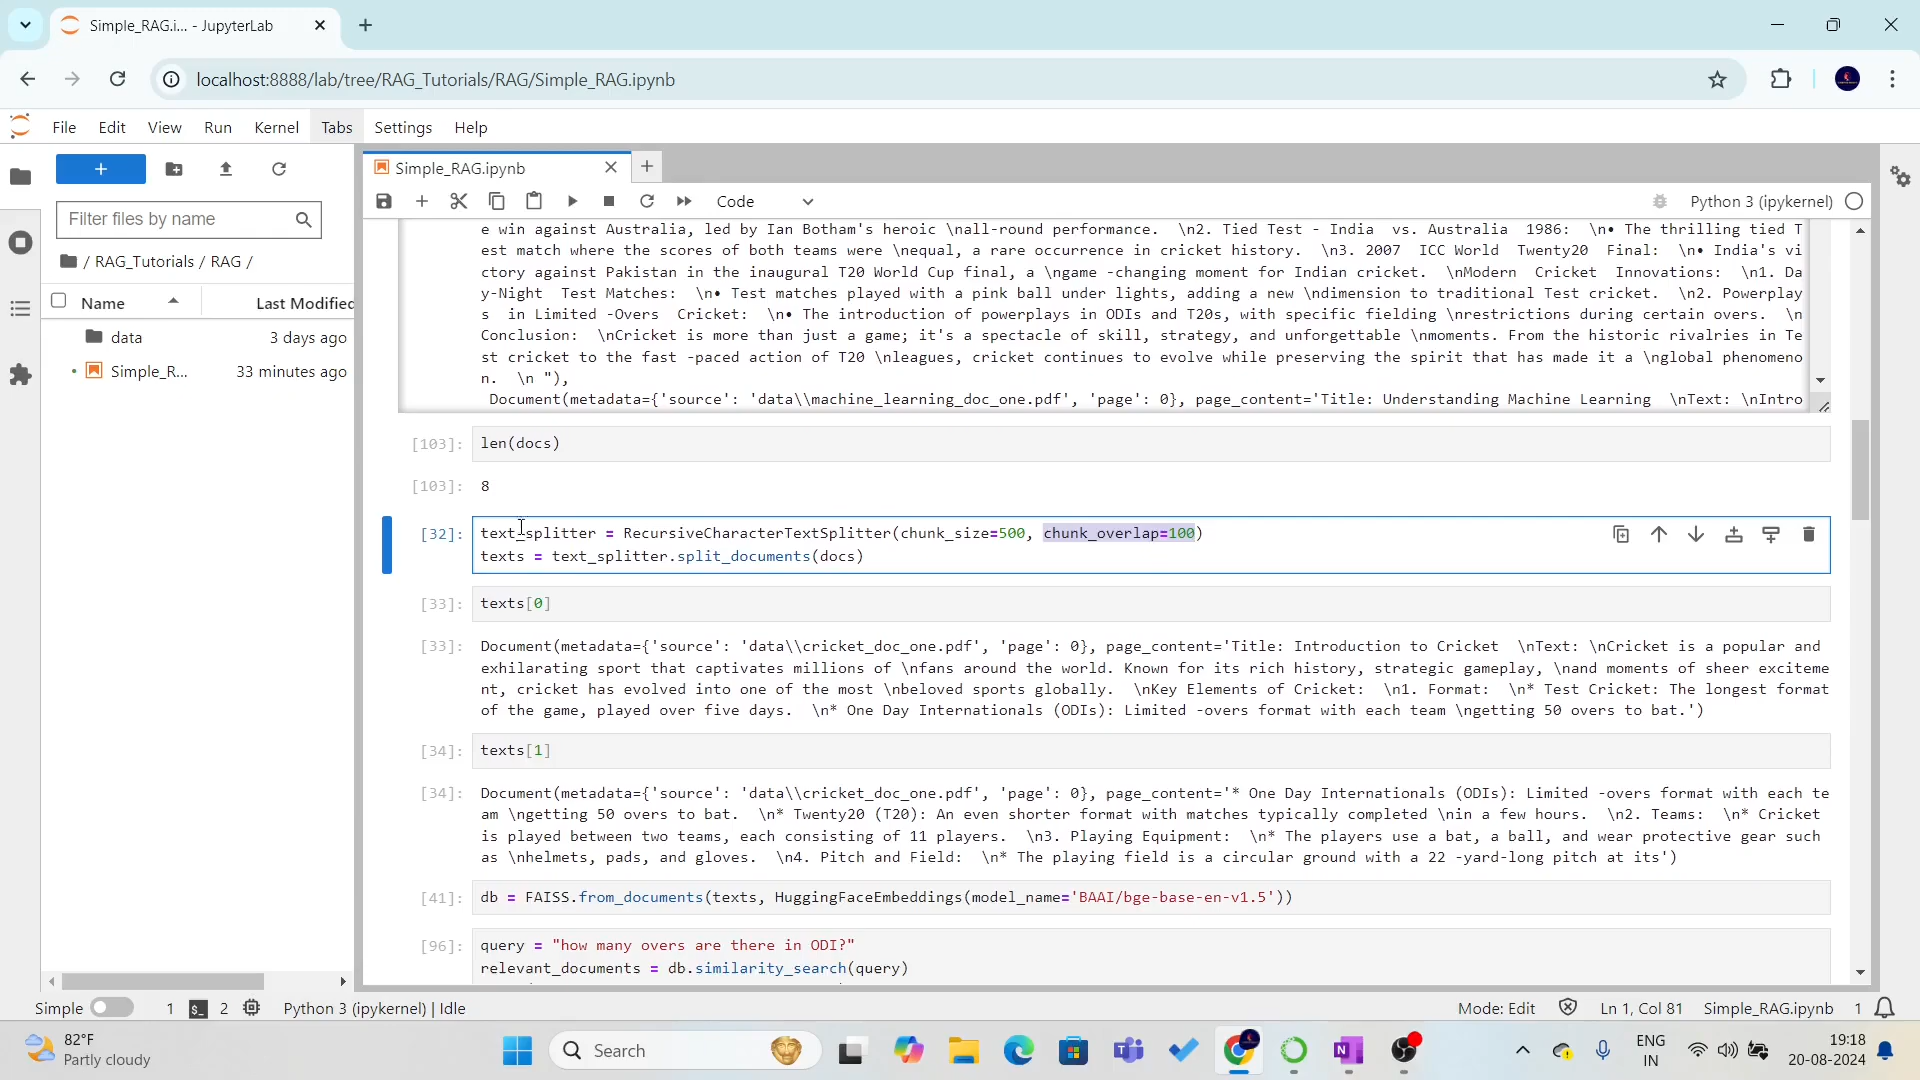 Simple_RAG.i... - JupyterLab
localhost:8888/lab/tree/RAG_Tutorials/RAG/Simple_RAG.ipynb
File Edit View Run Kernel Tabs Settings Help
Simple_RAG.ipynb
Code
Python 3 (ipykernel)
Filter files by name
/ RAG_Tutorials / RAG /
Name Last Modified
data 3 days ago
Simple_R... 33 minutes ago
e win against Australia, led by Ian Botham's heroic \nall-round performance.  \n2. Tied Test - India  vs. Australia  1986:  \n• The thrilling tied T
est match where the scores of both teams were \nequal, a rare occurrence in cricket history.  \n3. 2007  ICC World  Twenty20  Final:  \n• India's vi
ctory against Pakistan in the inaugural T20 World Cup final, a \ngame -changing moment for Indian cricket.  \nModern  Cricket  Innovations:  \n1. Da
y-Night  Test Matches:  \n• Test matches played with a pink ball under lights, adding a new \ndimension to traditional Test cricket.  \n2. Powerplay
s  in Limited -Overs  Cricket:  \n• The introduction of powerplays in ODIs and T20s, with specific fielding \nrestrictions during certain overs.  \n
Conclusion:  \nCricket is more than just a game; it's a spectacle of skill, strategy, and unforgettable \nmoments. From the historic rivalries in Te
st cricket to the fast -paced action of T20 \nleagues, cricket continues to evolve while preserving the spirit that has made it a \nglobal phenomeno
n.  \n "),
Document(metadata={'source': 'data\\machine_learning_doc_one.pdf', 'page': 0}, page_content='Title: Understanding Machine Learning  \nText: \nIntro
[103]: len(docs)
[103]: 8
[32]: text_splitter = RecursiveCharacterTextSplitter(chunk_size=500, chunk_overlap=100)
texts = text_splitter.split_documents(docs)
[33]: texts[0]
[33]: Document(metadata={'source': 'data\\cricket_doc_one.pdf', 'page': 0}, page_content='Title: Introduction to Cricket  \nText: \nCricket is a popular and
exhilarating sport that captivates millions of \nfans around the world. Known for its rich history, strategic gameplay, \nand moments of sheer exciteme
nt, cricket has evolved into one of the most \nbeloved sports globally.  \nKey Elements of Cricket:  \n1. Format:  \n* Test Cricket: The longest format
of the game, played over five days.  \n* One Day Internationals (ODIs): Limited -overs format with each team \ngetting 50 overs to bat.')
[34]: texts[1]
[34]: Document(metadata={'source': 'data\\cricket_doc_one.pdf', 'page': 0}, page_content='* One Day Internationals (ODIs): Limited -overs format with each te
am \ngetting 50 overs to bat.  \n* Twenty20 (T20): An even shorter format with matches typically completed \nin a few hours.  \n2. Teams:  \n* Cricket
is played between two teams, each consisting of 11 players.  \n3. Playing Equipment:  \n* The players use a bat, a ball, and wear protective gear such
as \nhelmets, pads, and gloves.  \n4. Pitch and Field:  \n* The playing field is a circular ground with a 22 -yard-long pitch at its')
[41]: db = FAISS.from_documents(texts, HuggingFaceEmbeddings(model_name='BAAI/bge-base-en-v1.5'))
[96]: query = "how many overs are there in ODI?"
relevant_documents = db.similarity_search(query)
Simple 1 $_ 2 Python 3 (ipykernel) | Idle Mode: Edit Ln 1, Col 81 Simple_RAG.ipynb 1
82°F
Partly cloudy
Search
ENG
IN
19:18
20-08-2024